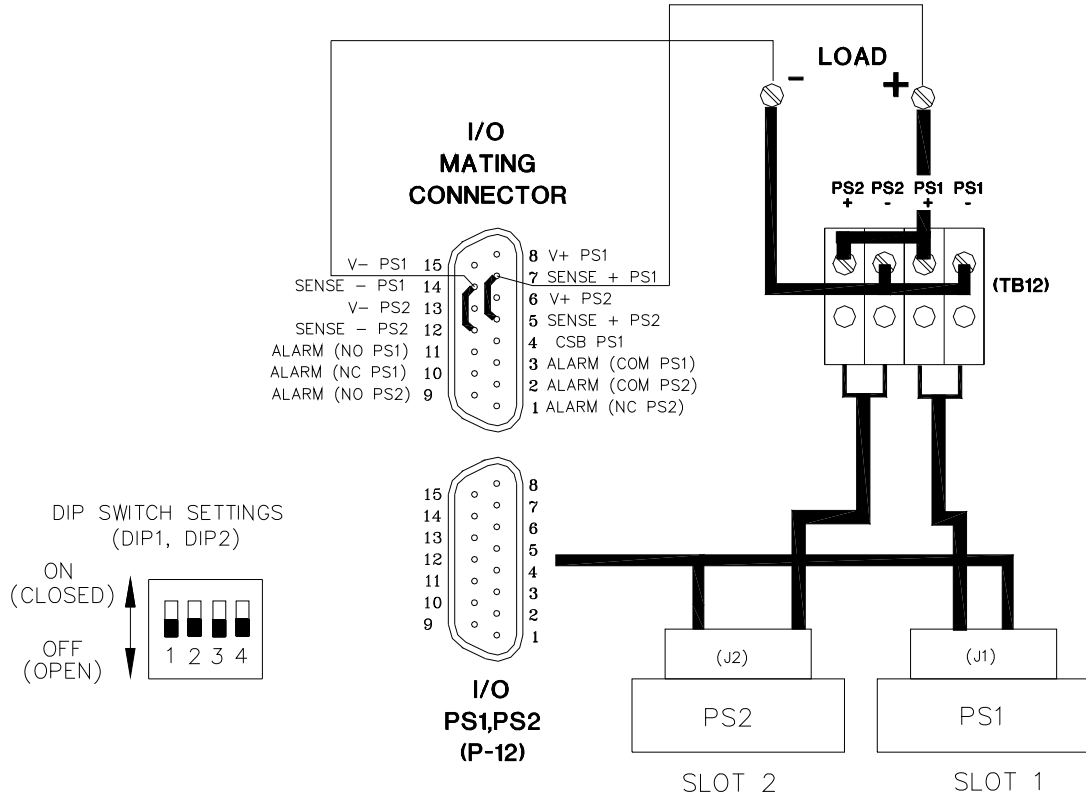 LOAD
-
+
I/O
MATING
CONNECTOR
PS2 PS2 PS1 PS1
+ - + -
(TB12)
V- PS1 15
SENSE - PS1 14
V- PS2 13
SENSE - PS2 12
ALARM (NO PS1) 11
ALARM (NC PS1) 10
ALARM (NO PS2) 9
8 V+ PS1
7 SENSE + PS1
6 V+ PS2
5 SENSE + PS2
4 CSB PS1
3 ALARM (COM PS1)
2 ALARM (COM PS2)
1 ALARM (NC PS2)
DIP SWITCH SETTINGS
(DIP1, DIP2)
ON
(CLOSED)
OFF
(OPEN)
1 2 3 4
15
14
13
12
11
10
9
8
7
6
5
4
3
2
1
I/O
PS1,PS2
(P-12)
(J2)
PS2
SLOT 2
(J1)
PS1
SLOT 1